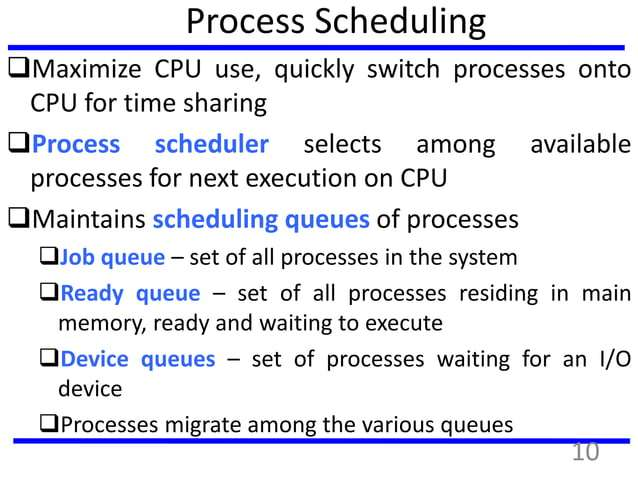 Process Scheduling
❑Maximize CPU use, quickly switch processes onto
CPU for time sharing
❑Process scheduler selects among available
processes for next execution on CPU
❑Maintains scheduling queues of processes
❑Job queue – set of all processes in the system
❑Ready queue – set of all processes residing in main
memory, ready and waiting to execute
❑Device queues – set of processes waiting for an I/O
device
❑Processes migrate among the various queues
10